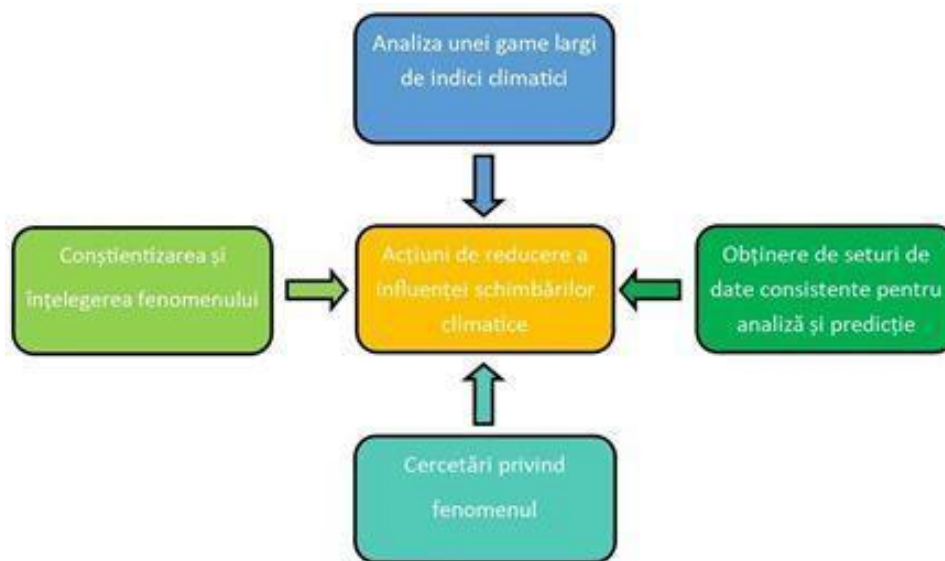 Analiza unei game largi
de indici climatici
Conștientizarea și
înțelegerea fenomenului
Acțiuni de reducere a
influenței schimbărilor
climatice
Obținere de seturi de
date consistente pentru
analiză și predicție
Cercetări privind
fenomenul